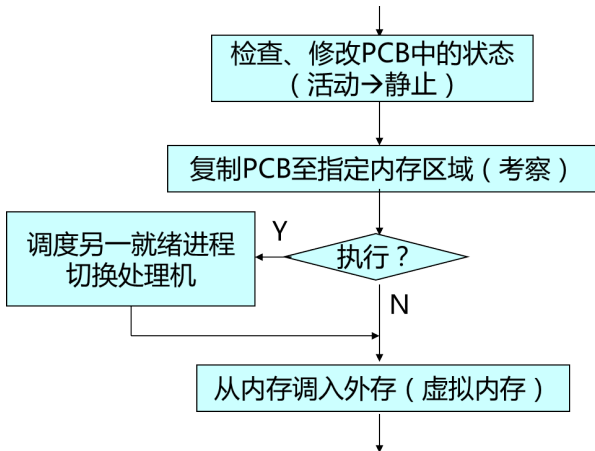 检查、修改PCB中的状态
（活动→静止）
复制PCB至指定内存区域（考察）
Y
调度另一就绪进程
切换处理机
执行？
N
从内存调入外存（虚拟内存）